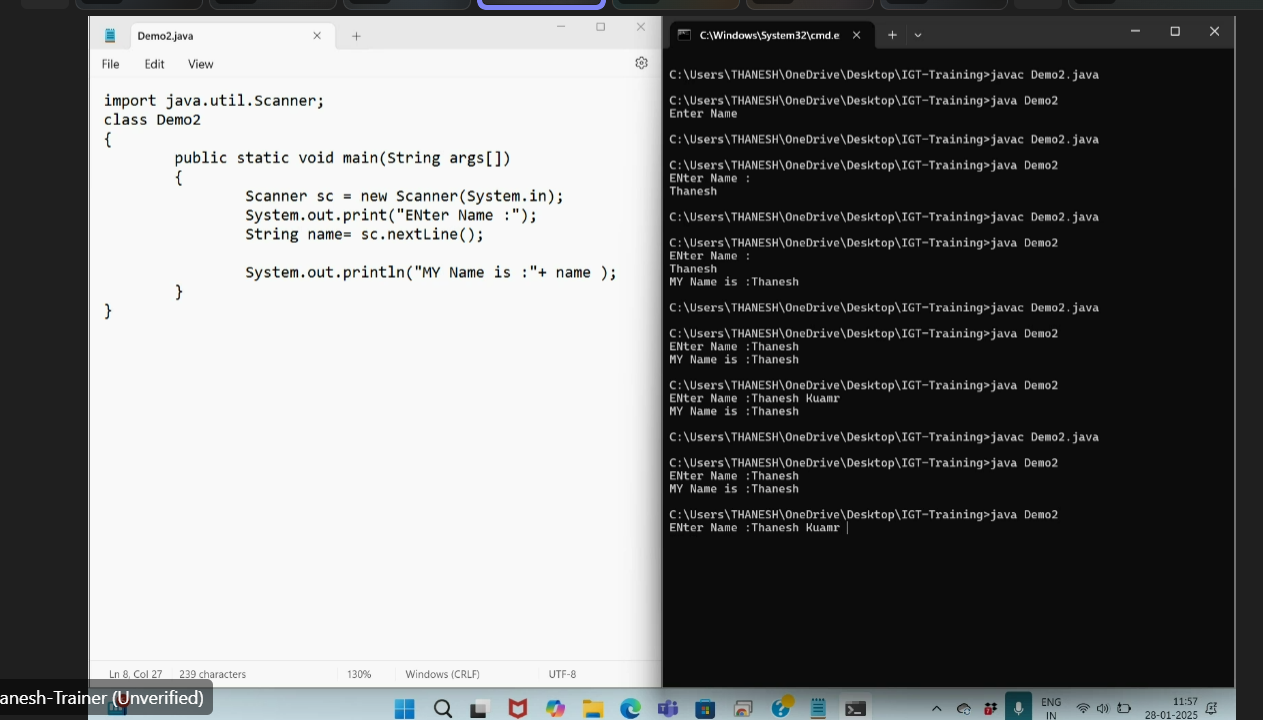 Demo2.java
File Edit View
import java.util.Scanner;
class Demo2
{
public static void main(String args[])
{
Scanner sc = new Scanner(System.in);
System.out.print("ENter Name :");
String name= sc.nextLine();
System.out.println("MY Name is :"+ name );
}
}
Ln 8, Col 27 239 characters 130% Windows (CRLF) UTF-8
C:\Windows\System32\cmd.e
C:\Users\THANESH\OneDrive\Desktop\IGT-Training>javac Demo2.java
C:\Users\THANESH\OneDrive\Desktop\IGT-Training>java Demo2
Enter Name
C:\Users\THANESH\OneDrive\Desktop\IGT-Training>javac Demo2.java
C:\Users\THANESH\OneDrive\Desktop\IGT-Training>java Demo2
ENter Name :
Thanesh
C:\Users\THANESH\OneDrive\Desktop\IGT-Training>javac Demo2.java
C:\Users\THANESH\OneDrive\Desktop\IGT-Training>java Demo2
ENter Name :
Thanesh
MY Name is :Thanesh
C:\Users\THANESH\OneDrive\Desktop\IGT-Training>javac Demo2.java
C:\Users\THANESH\OneDrive\Desktop\IGT-Training>java Demo2
ENter Name :Thanesh
MY Name is :Thanesh
C:\Users\THANESH\OneDrive\Desktop\IGT-Training>java Demo2
ENter Name :Thanesh Kuamr
MY Name is :Thanesh
C:\Users\THANESH\OneDrive\Desktop\IGT-Training>javac Demo2.java
C:\Users\THANESH\OneDrive\Desktop\IGT-Training>java Demo2
ENter Name :Thanesh
MY Name is :Thanesh
C:\Users\THANESH\OneDrive\Desktop\IGT-Training>java Demo2
ENter Name :Thanesh Kuamr
anesh-Trainer (Unverified)
ENG
IN
11:57
28-01-2025